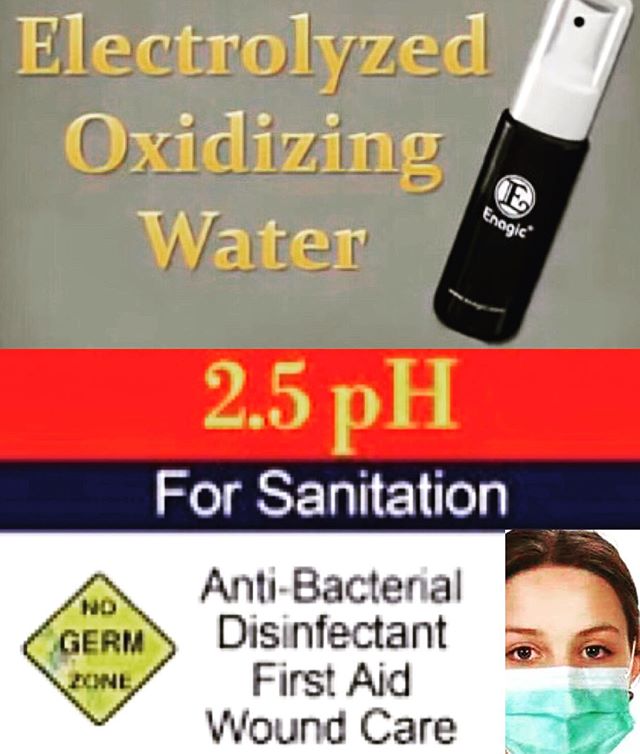 Electrolyzed
Oxidizing
Water
E
Enagic®
2.5 pH
For Sanitation
NO
GERM
ZONE
Anti-Bacterial
Disinfectant
First Aid
Wound Care